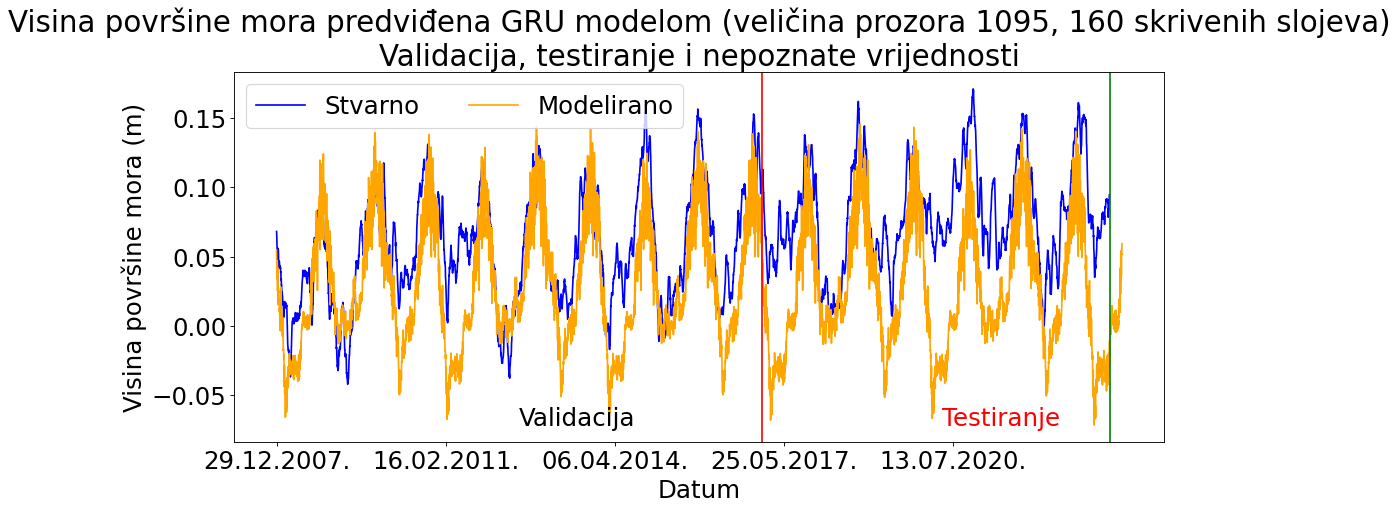 Visina površine mora predviđena GRU modelom (veličina prozora 1095, 160 skrivenih slojeva)
Validacija, testiranje i nepoznate vrijednosti
Stvarno Modelirano
Visina površine mora (m)
0.15
0.10
0.05
0.00
−0.05
Validacija Testiranje
29.12.2007. 16.02.2011. 06.04.2014. 25.05.2017. 13.07.2020.
Datum